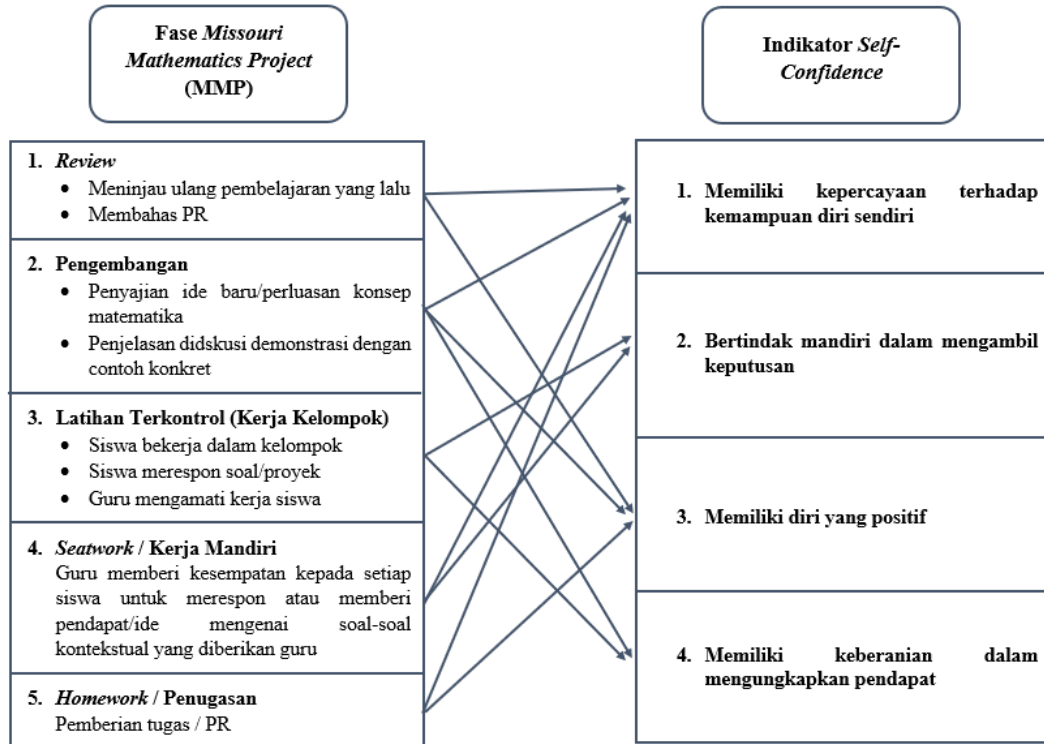 Fase Missouri
Mathematics Project
(MMP)
Indikator Self-
Confidence
1. Review
• Meninjau ulang pembelajaran yang lalu
• Membahas PR
2. Pengembangan
• Penyajian ide baru/perluasan konsep
matematika
• Penjelasan didskusi demonstrasi dengan
contoh konkret
3. Latihan Terkontrol (Kerja Kelompok)
• Siswa bekerja dalam kelompok
• Siswa merespon soal/proyek
• Guru mengamati kerja siswa
4. Seatwork / Kerja Mandiri
Guru memberi kesempatan kepada setiap
siswa untuk merespon atau memberi
pendapat/ide mengenai soal-soal
kontekstual yang diberikan guru
5. Homework / Penugasan
Pemberian tugas / PR
1. Memiliki kepercayaan terhadap
kemampuan diri sendiri
2. Bertindak mandiri dalam mengambil
keputusan
3. Memiliki diri yang positif
4. Memiliki keberanian dalam
mengungkapkan pendapat